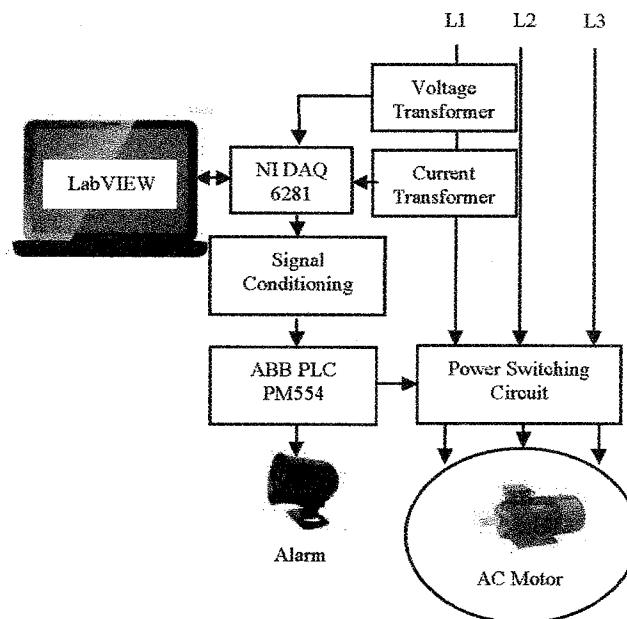 L1 L2 L3
Voltage
Transformer
LabVIEW
NI DAQ
6281
Current
Transformer
Signal
Conditioning
ABB PLC
PM554
Power Switching
Circuit
Alarm
AC Motor